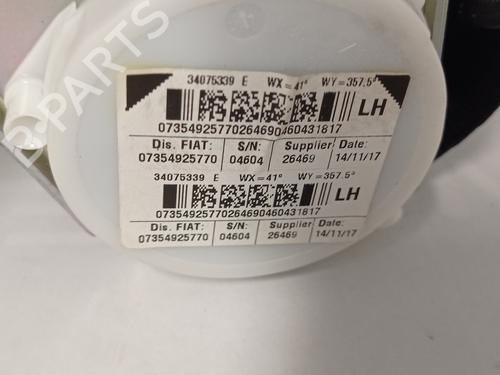 34075339 E WX=41° WY=357.5°
LH
07354925770264690460431817
Dis. FIAT: S/N: Supplier Date:
07354925770 04604 26469 14/11/17
34075339 E WX=41° WY=357.5°
LH
07354925770264690460431817
Dis. FIAT: S/N: Supplier Date:
07354925770 04604 26469 14/11/17
B-PARTS